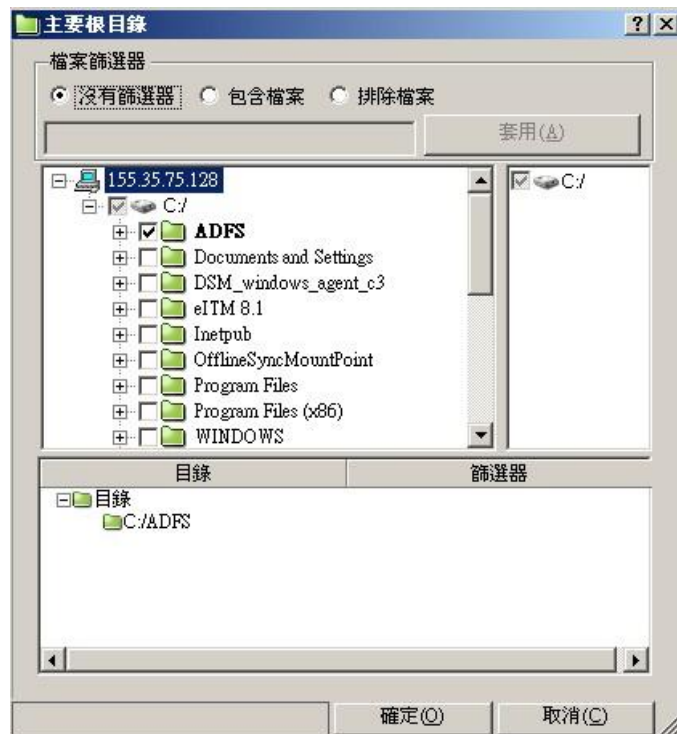 主要根目錄
檔案篩選器
沒有篩選器 包含檔案 排除檔案
套用(A)
155.35.75.128
C:/
C:/
ADFS
Documents and Settings
DSM_windows_agent_c3
eITM 8.1
Inetpub
OfflineSyncMountPoint
Program Files
Program Files (x86)
WINDOWS
目錄 篩選器
目錄
C:/ADFS
確定(O) 取消(C)